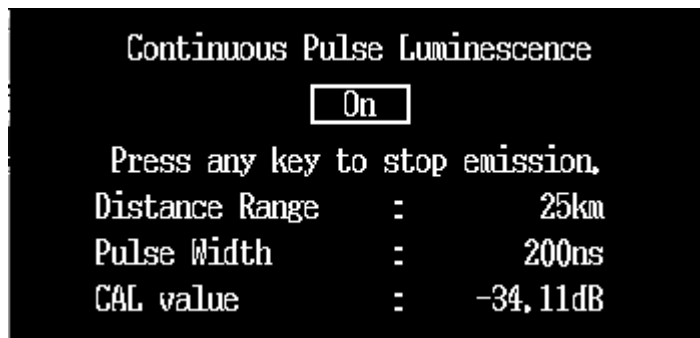 Continuous Pulse Luminescence
On
Press any key to stop emission.
Distance Range : 25km
Pulse Width : 200ns
CAL value : -34.11dB